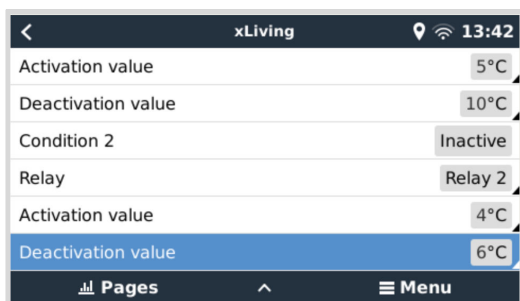 xLiving 13:42
Activation value 5°C
Deactivation value 10°C
Condition 2 Inactive
Relay Relay 2
Activation value 4°C
Deactivation value 6°C
Pages Menu